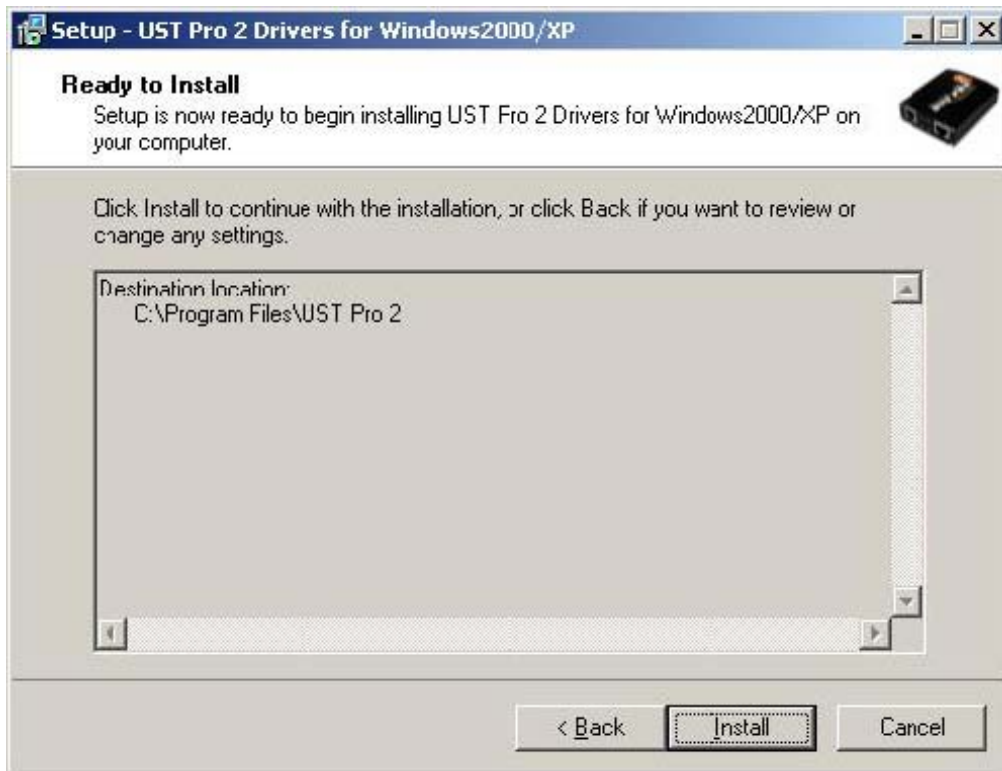 Setup - UST Pro 2 Drivers for Windows2000/XP
Ready to Install
Setup is now ready to begin installing UST Pro 2 Drivers for Windows2000/XP on
your computer.
Click Install to continue with the installation, or click Back if you want to review or
change any settings.
Destination location:
C:\Program Files\UST Pro 2
< Back
Install
Cancel